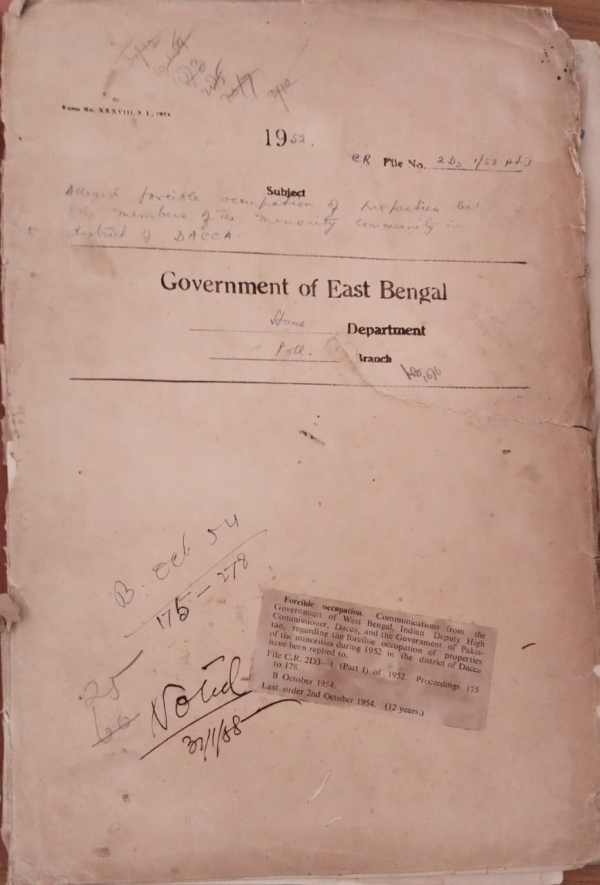 Form No. XXXVIII, 
1952.
C.R File No. 2D3 1/52 Pt I
Subject
Alleged forcible occupation of properties
members of the minority community in
district of DACCA.
Government of East Bengal
Home Department
Poll. Branch
B. Oct 54
175 - 278
Forcible occupation. Communications from the
Government of West Bengal, Indian Deputy High
Commissioner, Dacca, and the Government of Pakis-
tan, regarding the forcible occupation of properties
of the minorities during 1952 in the district of Dacca
have been replied to.
File C.R. 2D3—1 (Part I) of 1952. Proceedings 175
to 178.
B October 1954.
Last order 2nd October 1954. (12 years.)
25
60
Noted